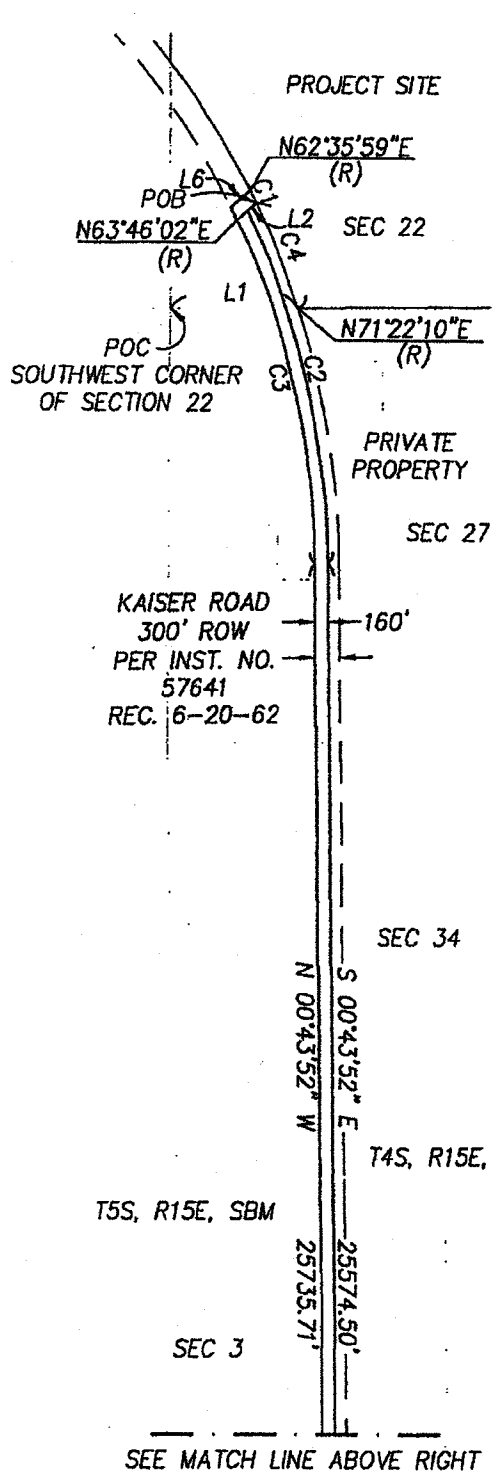 PROJECT SITE
N62°35'59"E
(R)
L6
POB
C1
L2
SEC 22
N63°46'02"E
(R)
C4
L1
N71°22'10"E
(R)
POC
SOUTHWEST CORNER
OF SECTION 22
C2
C3
PRIVATE
PROPERTY
SEC 27
KAISER ROAD
300' ROW
PER INST. NO.
57641
REC. 6-20-62
160'
SEC 34
N 00°43'52" W
S 00°43'52" E
T4S, R15E,
T5S, R15E, SBM
25735.71'
25574.50'
SEC 3
SEE MATCH LINE ABOVE RIGHT